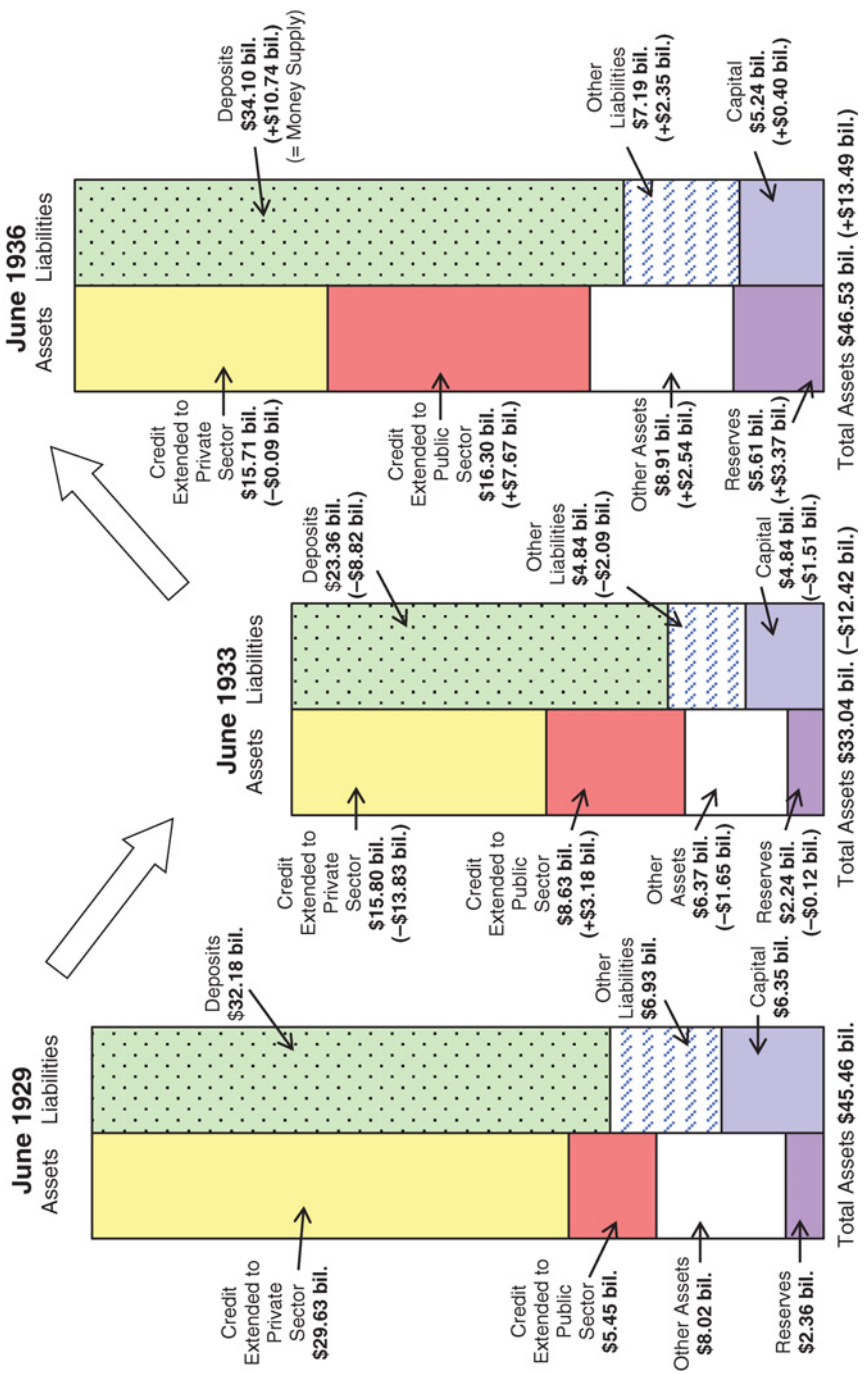 June 1929
Assets
Liabilities
Credit
Extended to
Private
Sector
$29.63 bil.
Credit
Extended to
Public
Sector
$5.45 bil.
Other Assets
$8.02 bil.
Reserves
$2.36 bil.
Deposits
$32.18 bil.
Other
Liabilities
$6.93 bil.
Capital
$6.35 bil.
Total Assets $45.46 bil.
June 1933
Assets
Liabilities
Credit
Extended to
Private
Sector
$15.80 bil.
(–$13.83 bil.)
Credit
Extended to
Public
Sector
$8.63 bil.
(+$3.18 bil.)
Other
Assets
$6.37 bil.
(–$1.65 bil.)
Reserves
$2.24 bil.
(–$0.12 bil.)
Deposits
$23.36 bil.
(–$8.82 bil.)
Other
Liabilities
$4.84 bil.
(–$2.09 bil.)
Capital
$4.84 bil.
(–$1.51 bil.)
Total Assets $33.04 bil. (–$12.42 bil.)
June 1936
Assets
Liabilities
Credit
Extended to
Private
Sector
$15.71 bil.
(–$0.09 bil.)
Credit
Extended to
Public
Sector
$16.30 bil.
(+$7.67 bil.)
Other Assets
$8.91 bil.
(+$2.54 bil.)
Reserves
$5.61 bil.
(+$3.37 bil.)
Deposits
$34.10 bil.
(+$10.74 bil.)
(= Money Supply)
Other
Liabilities
$7.19 bil.
(+$2.35 bil.)
Capital
$5.24 bil.
(+$0.40 bil.)
Total Assets $46.53 bil. (+$13.49 bil.)